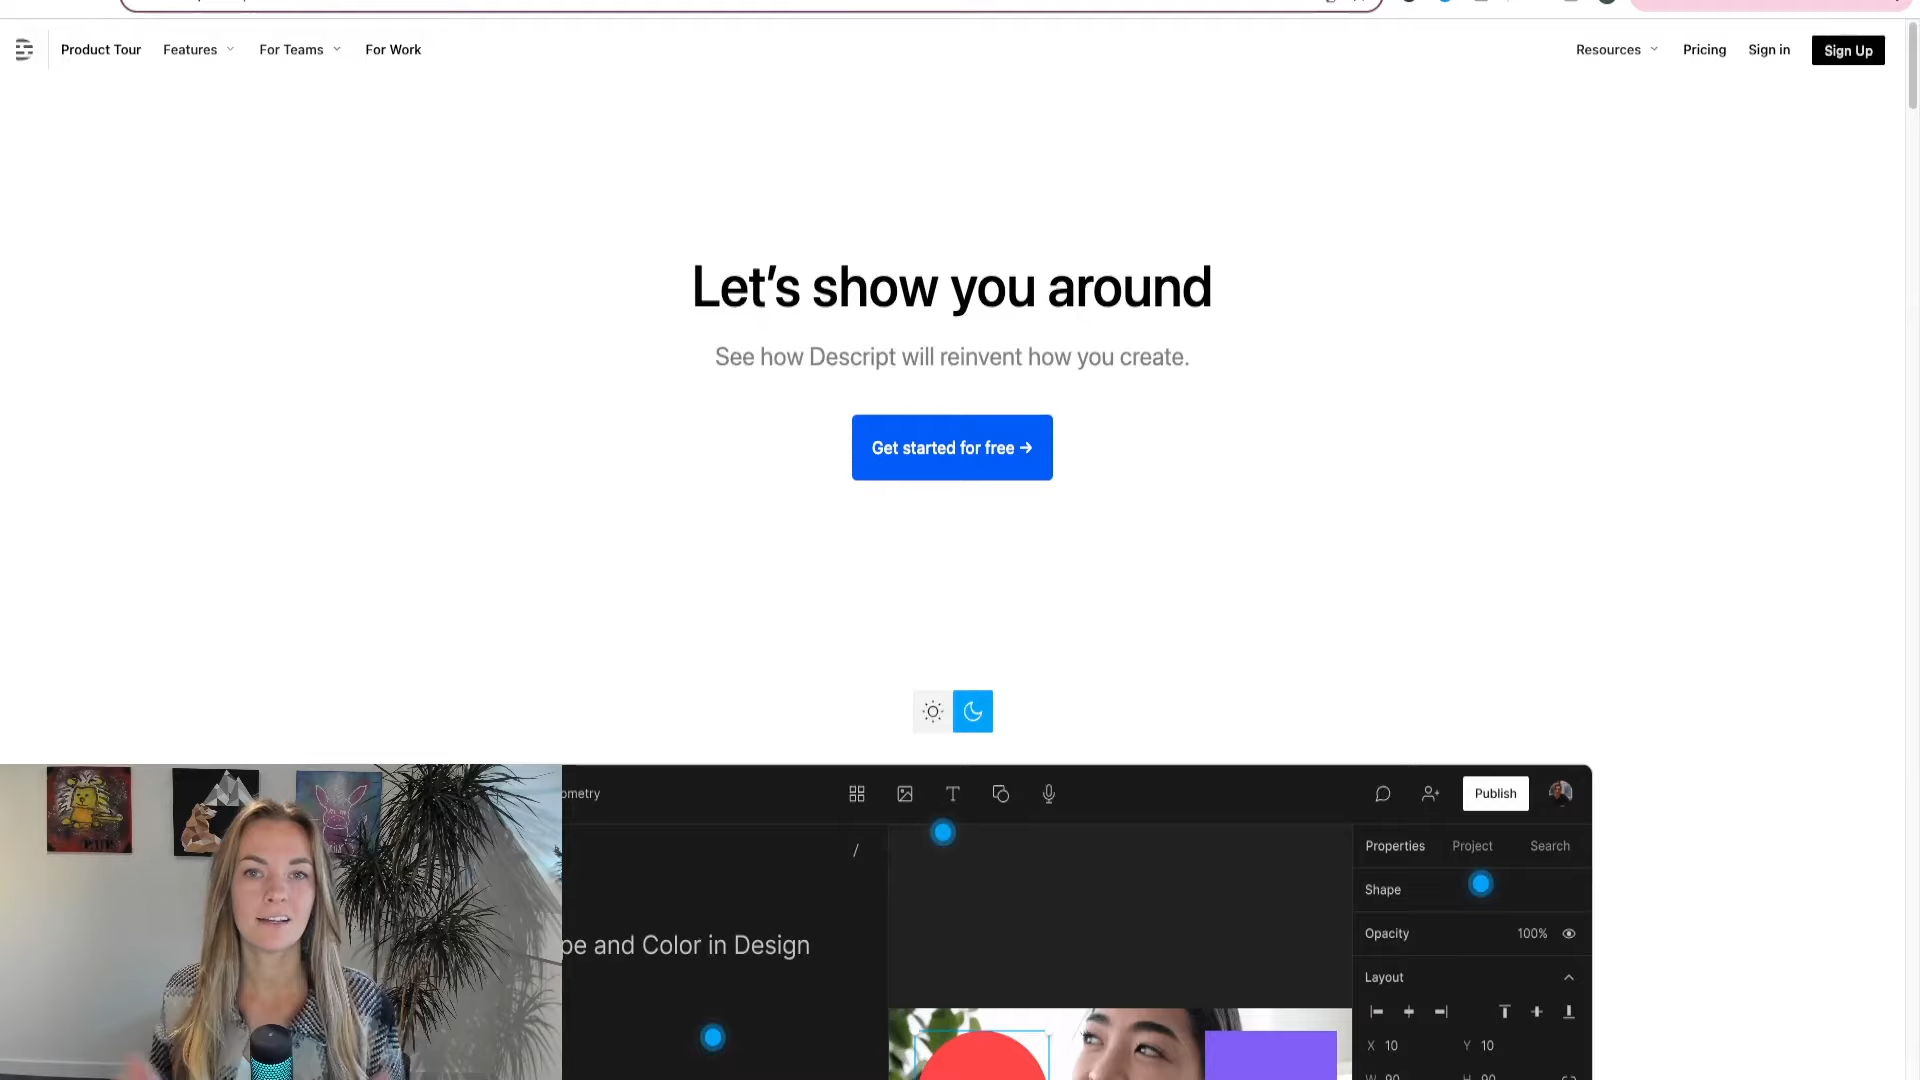 Product Tour Features For Teams For Work Resources Pricing Sign in Sign Up
Let’s show you around
See how Descript will reinvent how you create.
Get started for free →
ometry
Publish
Properties Project Search
/
Shape
Opacity 100%
pe and Color in Design
Layout
X 10 Y 10
W 90 H 90